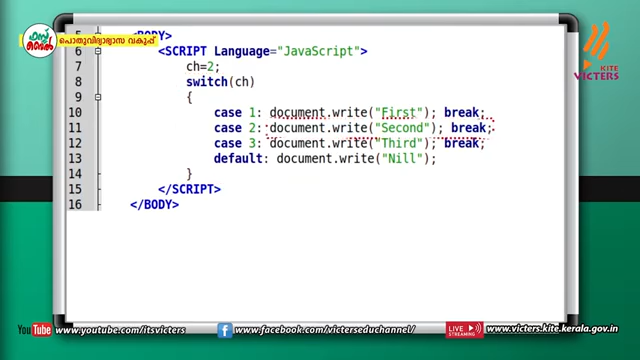 ഫസ്റ്റ് ബെൽ പൊതുവിദ്യാഭ്യാസ വകുപ്പ്
KITE VICTERS
5 <BODY>
6 <SCRIPT Language="JavaScript">
7 ch=2;
8 switch(ch)
9 {
10 case 1: document.write("First"); break;
11 case 2: document.write("Second"); break;
12 case 3: document.write("Third"); break;
13 default: document.write("Nill");
14 }
15 </SCRIPT>
16 </BODY>
YouTube www.youtube.com/itsvicters f www.facebook.com/victerseduchannel/ LIVE STREAMING www.victers.kite.kerala.gov.in